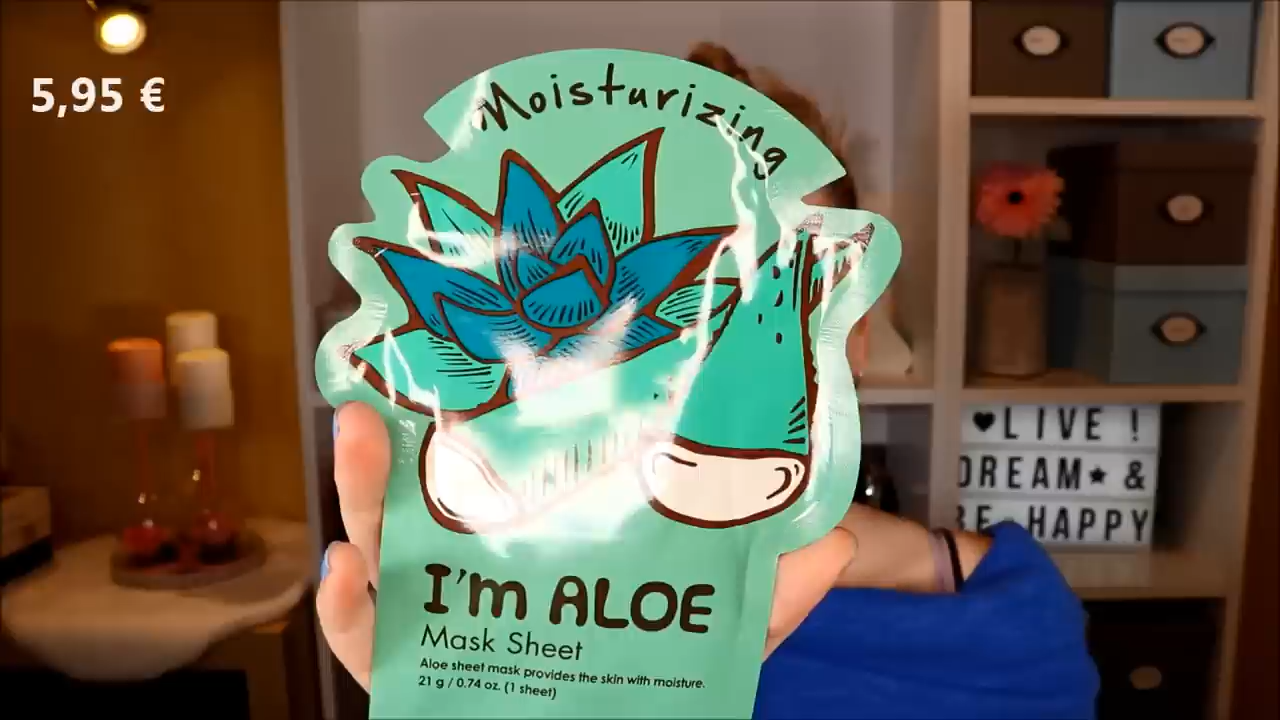 5,95 €
Moisturizing
I'm ALOE
Mask Sheet
Aloe sheet mask provides the skin with moisture.
21 g / 0.74 oz. (1 sheet)
♥LIVE !
DREAM★ &
BE HAPPY